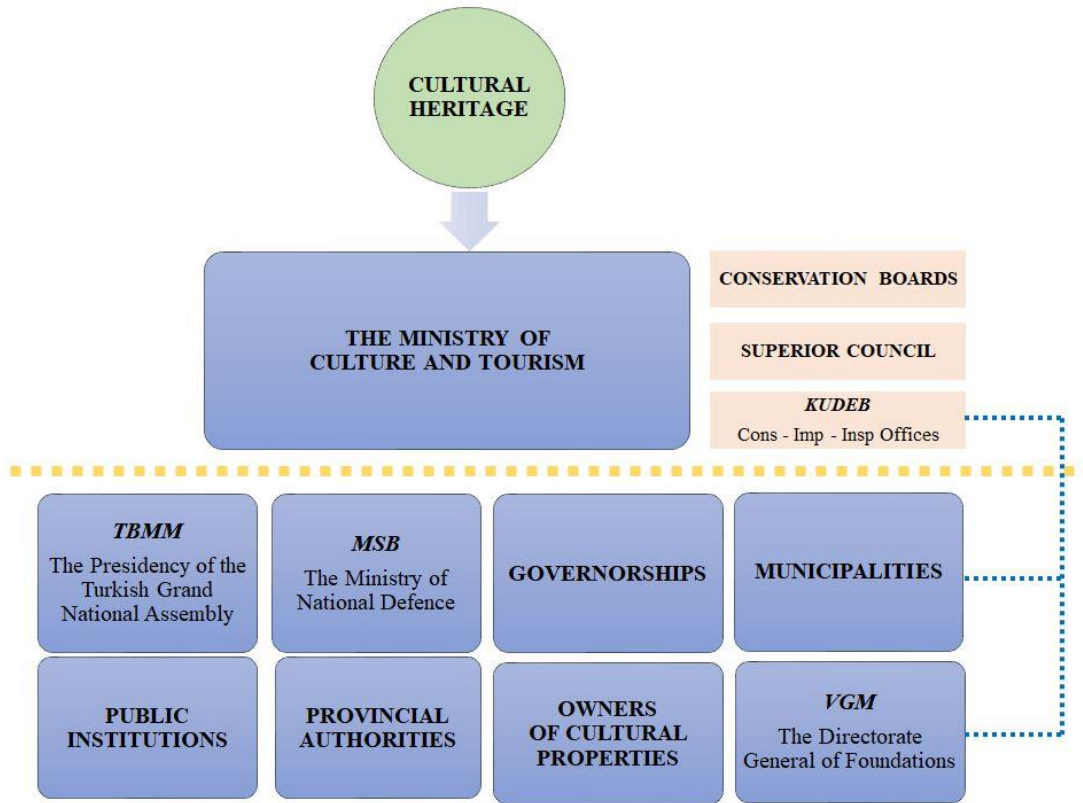 CULTURAL
HERITAGE
THE MINISTRY OF
CULTURE AND TOURISM
CONSERVATION BOARDS
SUPERIOR COUNCIL
KUDEB
Cons - Imp - Insp Offices
TBMM
The Presidency of the
Turkish Grand
National Assembly
MSB
The Ministry of
National Defence
GOVERNORSHIPS
MUNICIPALITIES
PUBLIC
INSTITUTIONS
PROVINCIAL
AUTHORITIES
OWNERS
OF CULTURAL
PROPERTIES
VGM
The Directorate
General of Foundations